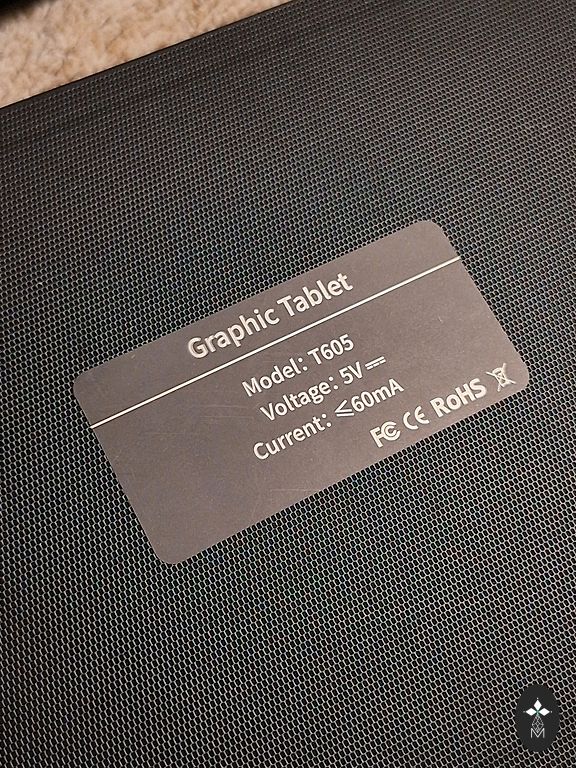 Graphic Tablet
Model: T605
Voltage: 5V ⎓
Current: ≤60mA
FC CE RoHS
M